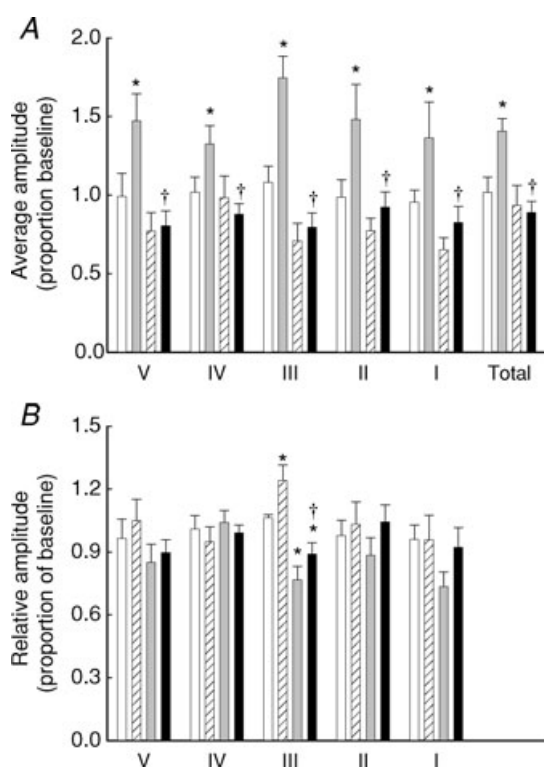 A
Average amplitude
(proportion baseline)
2.0
1.5
1.0
0.5
0.0
* * * * * *
† † † † † †
V IV III II I Total
B
Relative amplitude
(proportion of baseline)
1.5
1.2
0.9
0.6
0.3
0.0
*
†
* *
V IV III II I